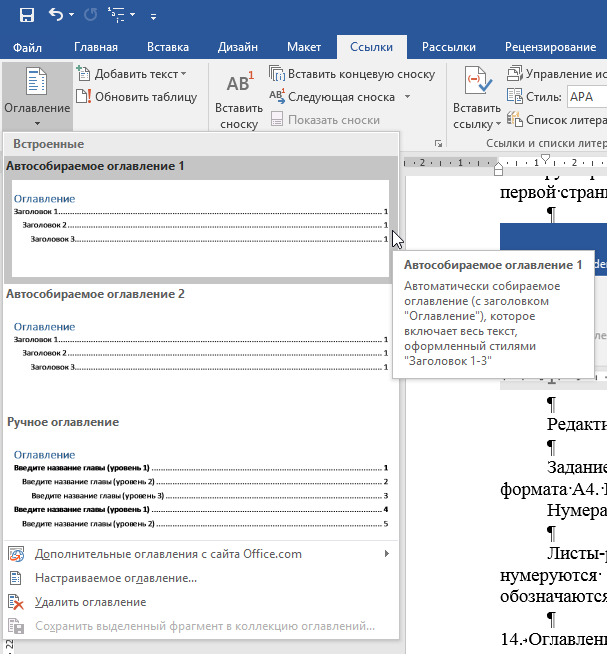 Файл Главная Вставка Дизайн Макет Ссылки Рассылки Рецензирование
Оглавление
Добавить текст
Обновить таблицу
АВ¹
Вставить сноску
Вставить концевую сноску
Следующая сноска
Показать сноски
Вставить ссылку
Управление ис
Стиль: APA
Список литера
Ссылки и списки литер
Встроенные
Автособираемое оглавление 1
Оглавление
Заголовок 1 1
Заголовок 2 1
Заголовок 3 1
Автособираемое оглавление 1
Автоматически собираемое
оглавление (с заголовком
"Оглавление"), которое
включает весь текст,
оформленный стилями
"Заголовок 1-3"
Автособираемое оглавление 2
Оглавление
Заголовок 1 1
Заголовок 2 1
Заголовок 3 1
Ручное оглавление
Оглавление
Введите название главы (уровень 1) 1
Введите название главы (уровень 2) 2
Введите название главы (уровень 3) 3
Введите название главы (уровень 1) 4
Введите название главы (уровень 2) 5
Дополнительные оглавления с сайта Office.com
Настраиваемое оглавление...
Удалить оглавление
Сохранить выделенный фрагмент в коллекцию оглавлений...
2 1 1
первой·страни
¶
¶
Редакти
¶
Задание
формата·А4.·
Нумера
¶
Листы-р
нумеруются·
обозначаются
¶
14.→Оглавлени
22